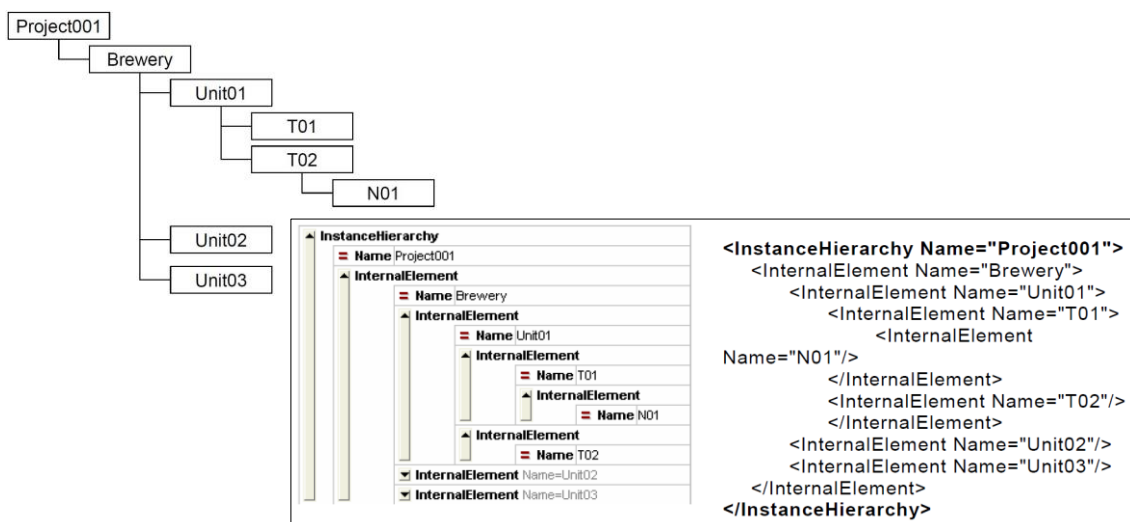 Project001
Brewery
Unit01
T01
T02
N01
Unit02
Unit03
InstanceHierarchy
= Name Project001
InternalElement
= Name Brewery
InternalElement
= Name Unit01
InternalElement
= Name T01
InternalElement
= Name N01
InternalElement
= Name T02
InternalElement Name=Unit02
InternalElement Name=Unit03
<InstanceHierarchy Name="Project001">
<InternalElement Name="Brewery">
<InternalElement Name="Unit01">
<InternalElement Name="T01">
<InternalElement
Name="N01"/>
</InternalElement>
<InternalElement Name="T02"/>
</InternalElement>
<InternalElement Name="Unit02"/>
<InternalElement Name="Unit03"/>
</InternalElement>
</InstanceHierarchy>